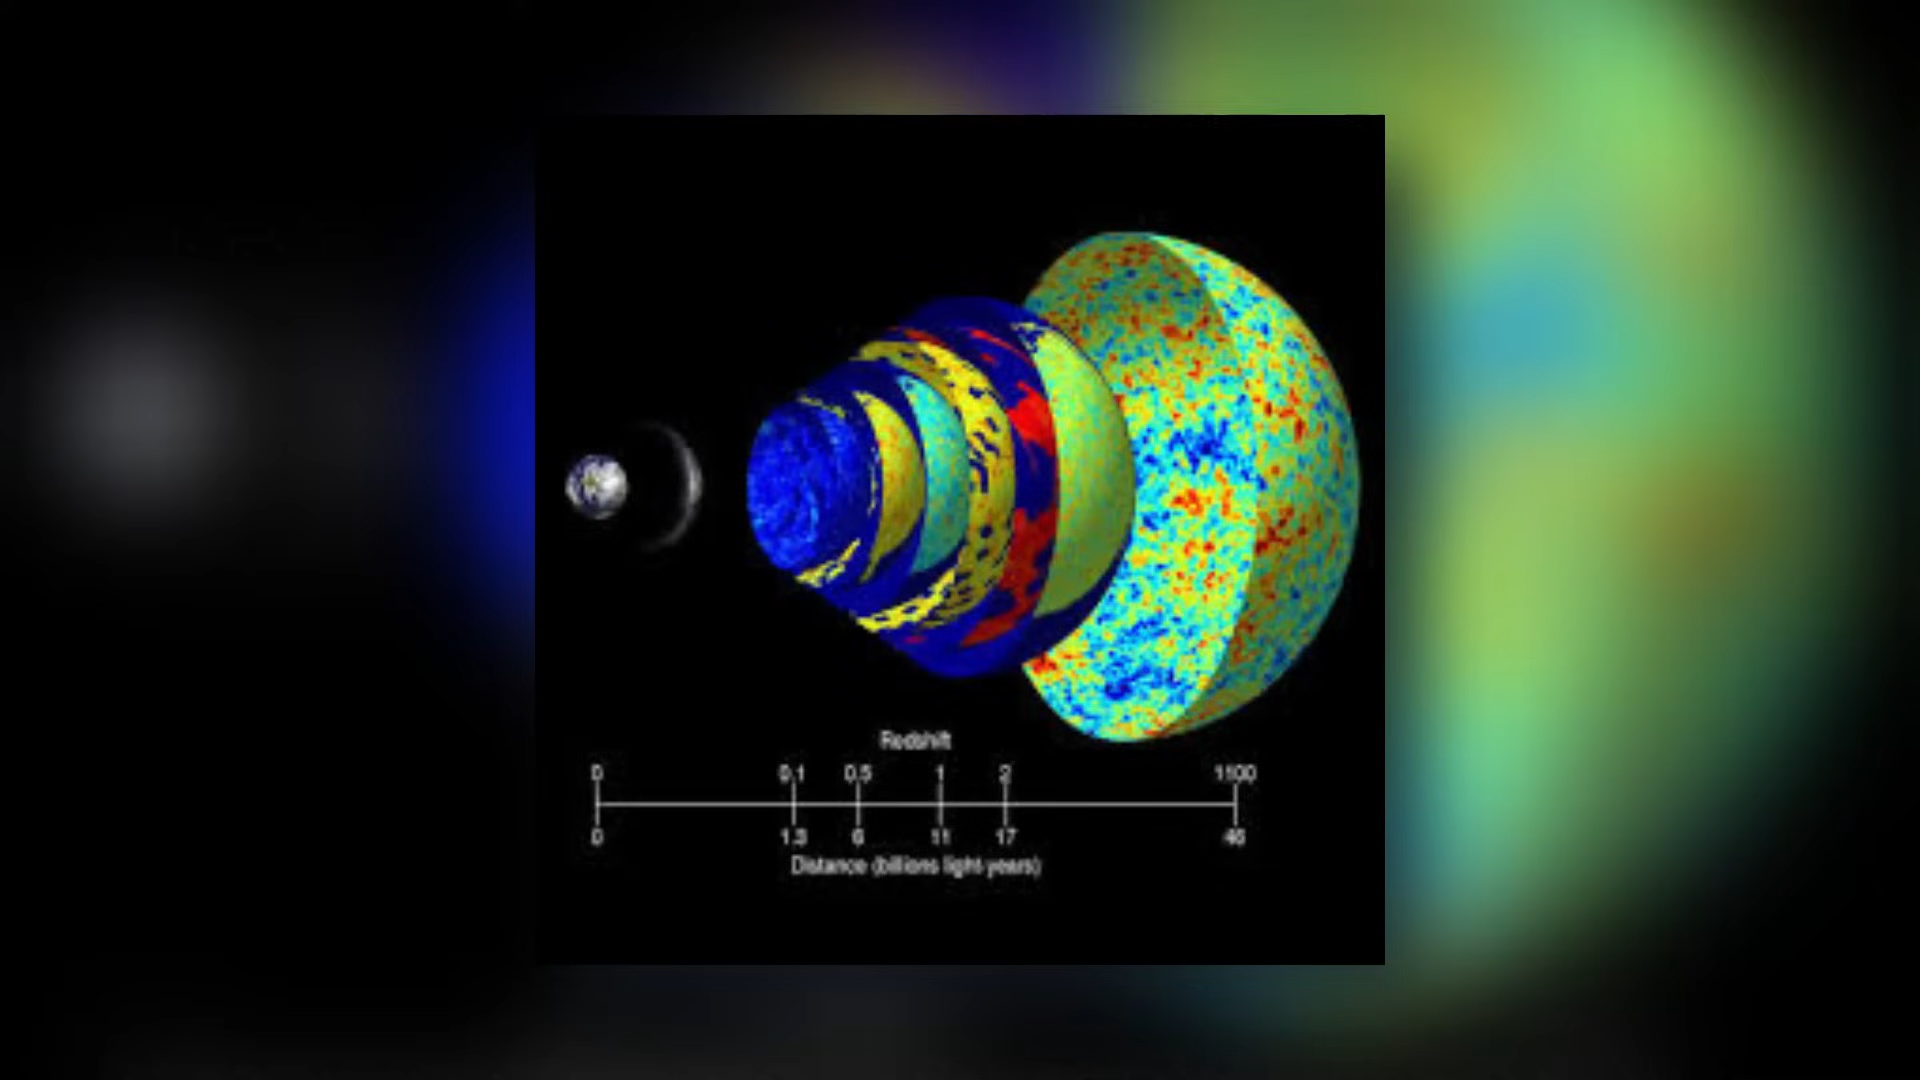 Redshift
0 0.1 0.5 1 2 1100
0 1.3 6 11 17 46
Distance (billions light-years)